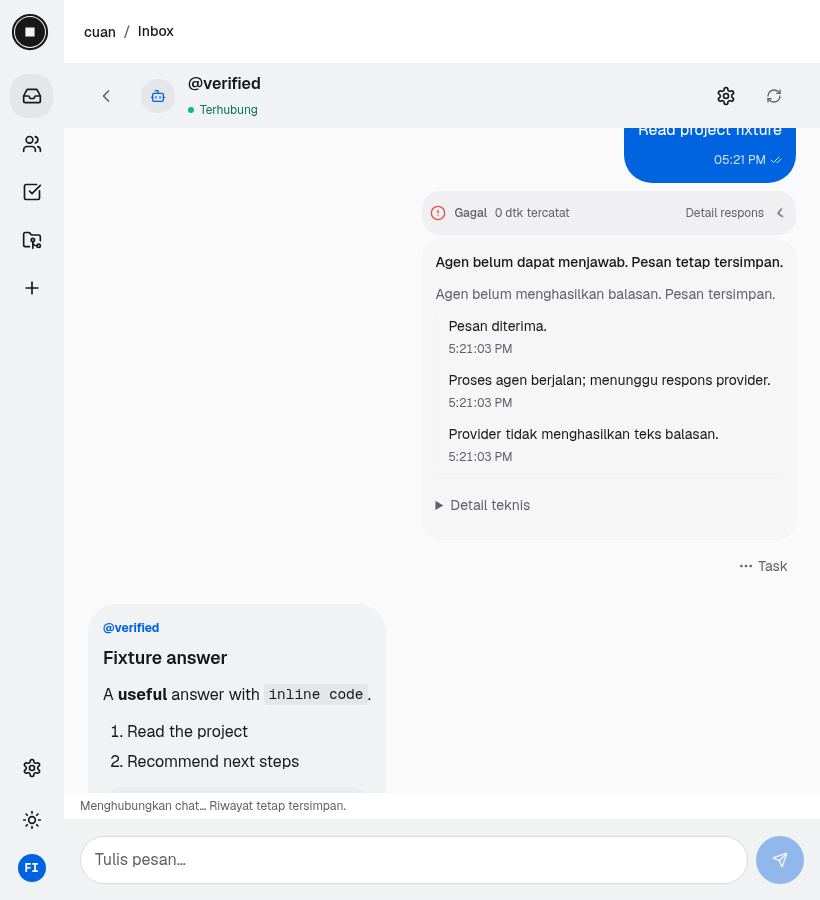 cuan / Inbox
@verified
Terhubung
Read project fixture
05:21 PM
Gagal 0 dtk tercatat Detail respons
Agen belum dapat menjawab. Pesan tetap tersimpan.
Agen belum menghasilkan balasan. Pesan tersimpan.
Pesan diterima.
5:21:03 PM
Proses agen berjalan; menunggu respons provider.
5:21:03 PM
Provider tidak menghasilkan teks balasan.
5:21:03 PM
Detail teknis
Task
@verified
Fixture answer
A useful answer with inline code.
1. Read the project
2. Recommend next steps
Menghubungkan chat… Riwayat tetap tersimpan.
Tulis pesan…
FI